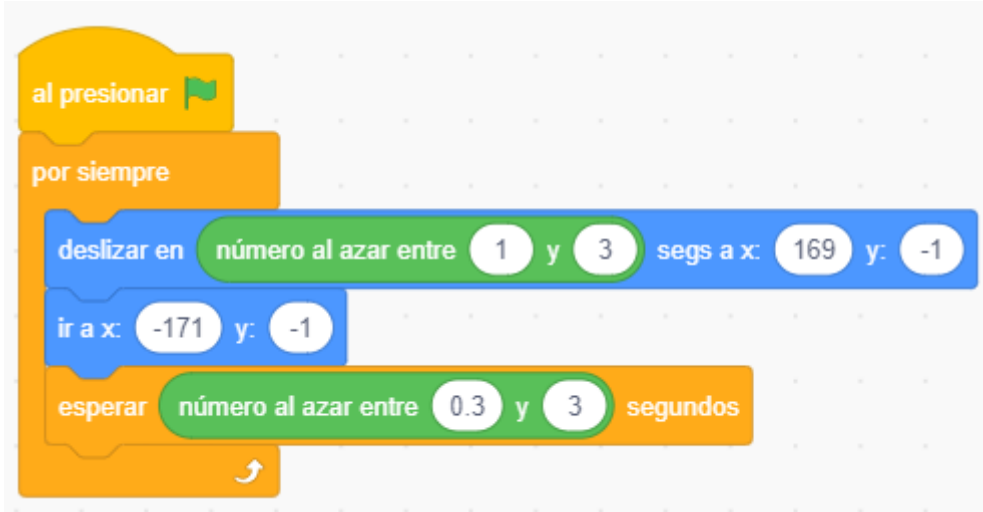 al presionar
por siempre
deslizar en número al azar entre 1 y 3 segs a x: 169 y: -1
ir a x: -171 y: -1
esperar número al azar entre 0.3 y 3 segundos